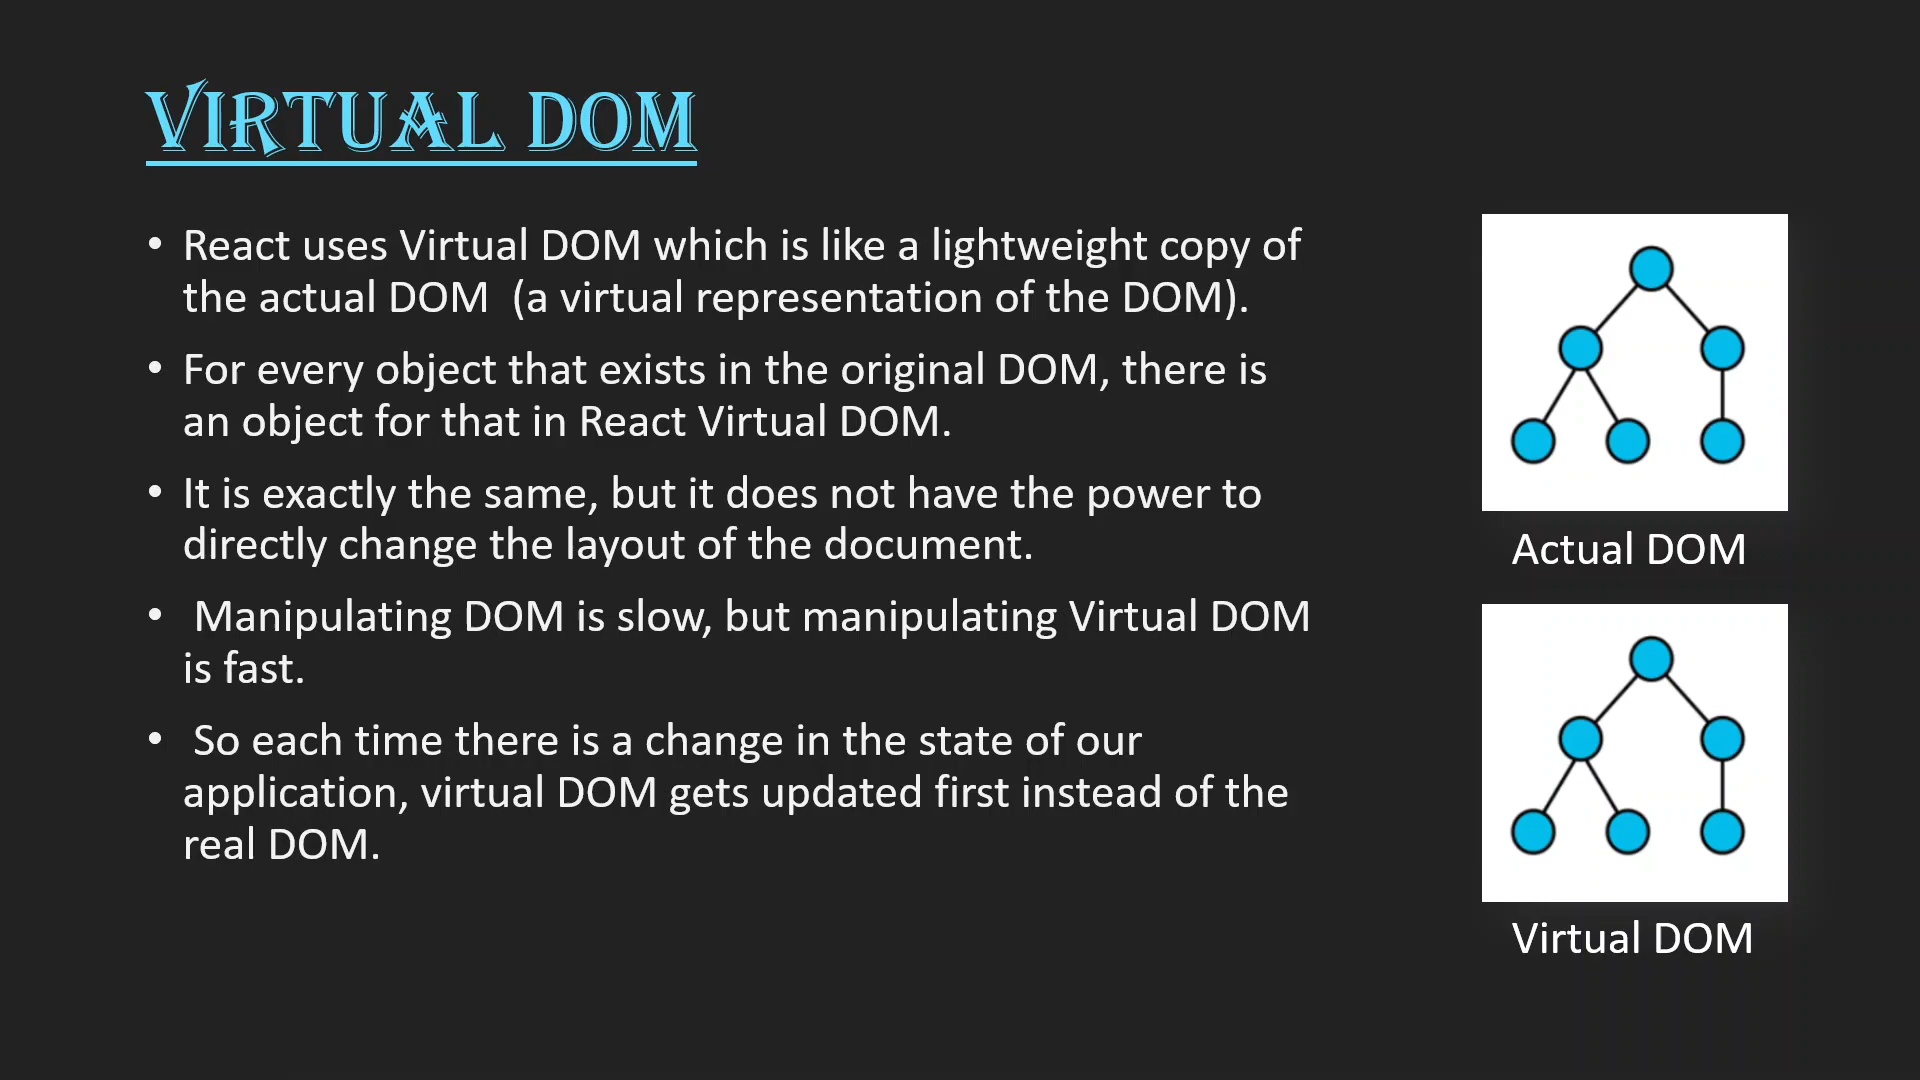 VIRTUAL DOM
• React uses Virtual DOM which is like a lightweight copy of
the actual DOM  (a virtual representation of the DOM).
• For every object that exists in the original DOM, there is
an object for that in React Virtual DOM.
• It is exactly the same, but it does not have the power to
directly change the layout of the document.
• Manipulating DOM is slow, but manipulating Virtual DOM
is fast.
• So each time there is a change in the state of our
application, virtual DOM gets updated first instead of the
real DOM.
Actual DOM
Virtual DOM